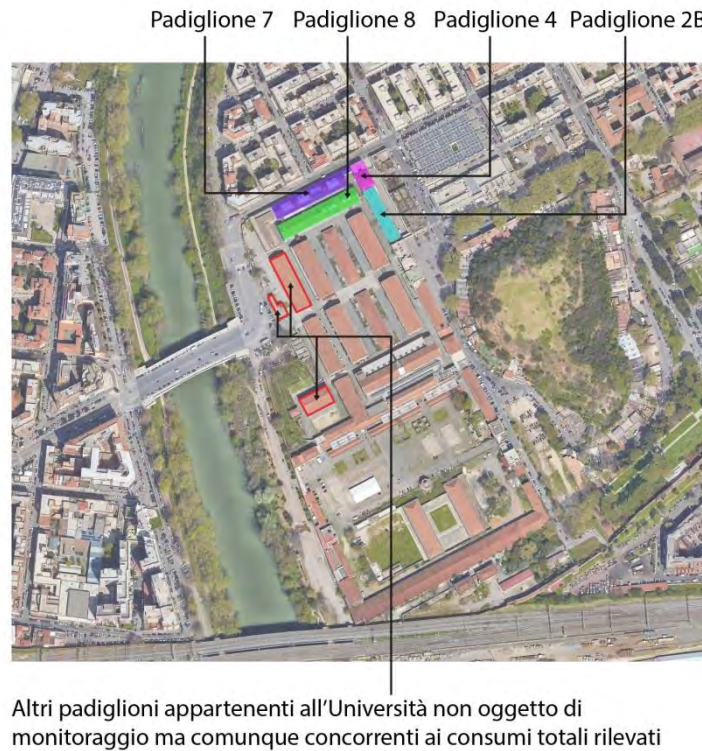 Padiglione 7 Padiglione 8 Padiglione 4 Padiglione 2B
Altri padiglioni appartenenti all'Università non oggetto di
monitoraggio ma comunque concorrenti ai consumi totali rilevati